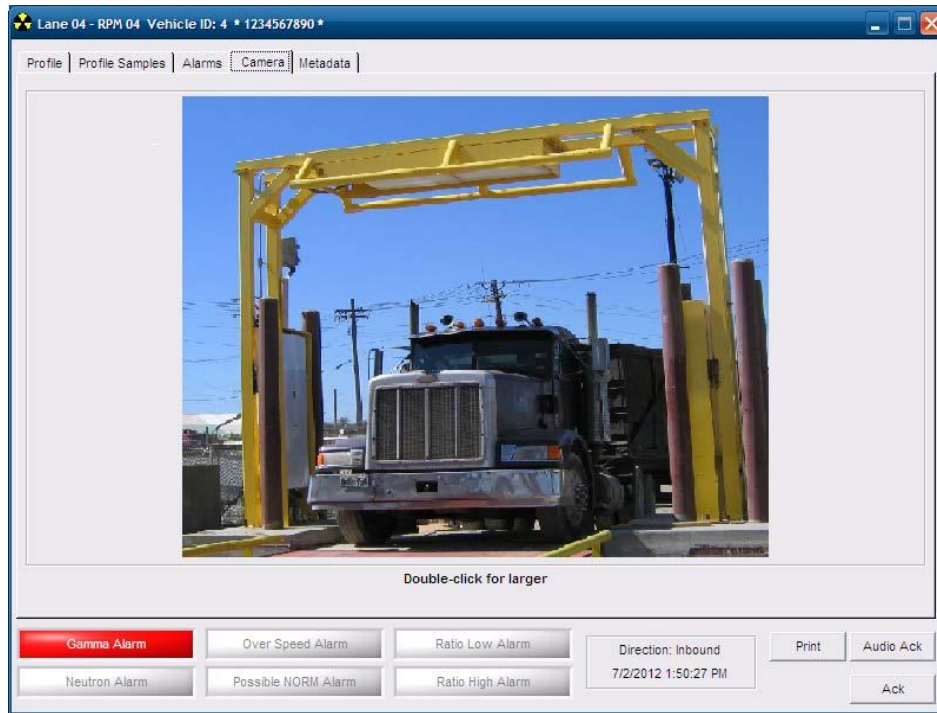 Lane 04 - RPM 04 Vehicle ID: 4 * 1234567890 *
Profile
Profile Samples
Alarms
Camera
Metadata
Double-click for larger
Gamma Alarm
Over Speed Alarm
Ratio Low Alarm
Neutron Alarm
Possible NORM Alarm
Ratio High Alarm
Direction: Inbound
7/2/2012 1:50:27 PM
Print
Audio Ack
Ack